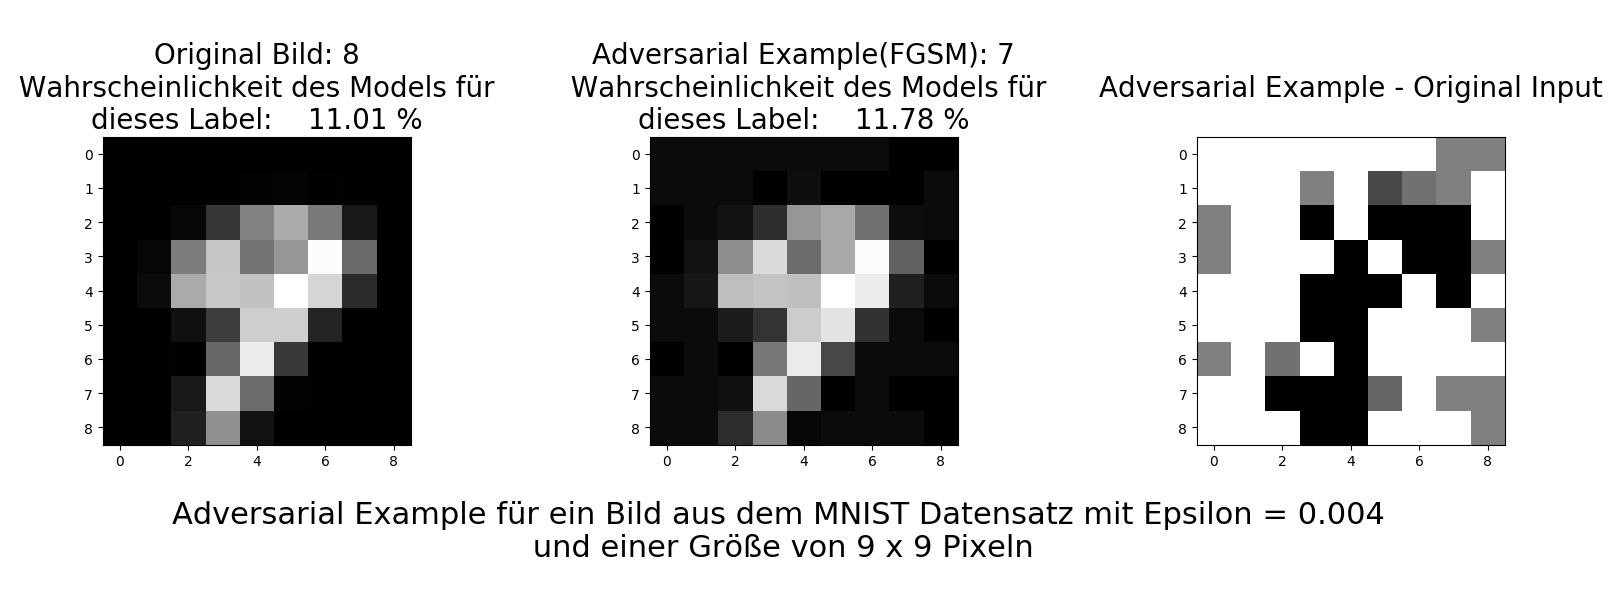 Original Bild: 8
Wahrscheinlichkeit des Models für
dieses Label:    11.01 %
0
1
2
3
4
5
6
7
8
0 2 4 6 8
Adversarial Example(FGSM): 7
Wahrscheinlichkeit des Models für
dieses Label:    11.78 %
0
1
2
3
4
5
6
7
8
0 2 4 6 8
Adversarial Example - Original Input
0
1
2
3
4
5
6
7
8
0 2 4 6 8
Adversarial Example für ein Bild aus dem MNIST Datensatz mit Epsilon = 0.004
und einer Größe von 9 x 9 Pixeln